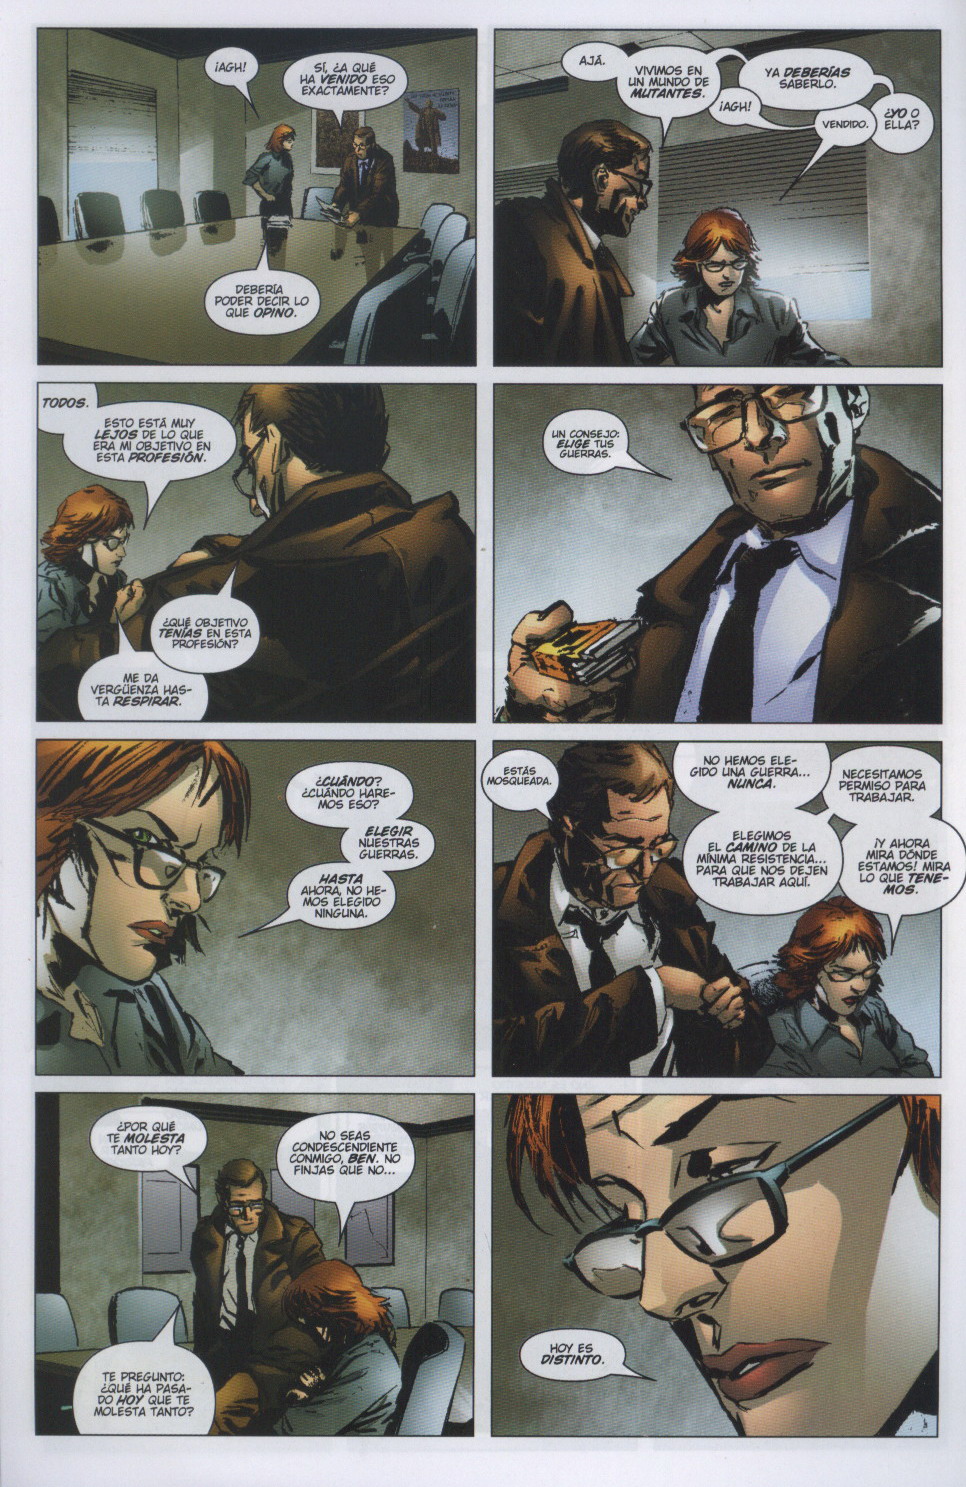 ¡AGH!
SÍ, ¿A QUÉ
HA VENIDO ESO
EXACTAMENTE?
DEBERÍA
PODER DECIR LO
QUE OPINO.
AJÁ.
VIVIMOS EN
UN MUNDO DE
MUTANTES.
YA DEBERÍAS
SABERLO.
¡AGH!
¿YO O
ELLA?
VENDIDO.
TODOS.
ESTO ESTÁ MUY
LEJOS DE LO QUE
ERA MI OBJETIVO EN
ESTA PROFESIÓN.
¿QUÉ OBJETIVO
TENÍAS EN ESTA
PROFESIÓN?
ME DA
VERGÜENZA HAS-
TA RESPIRAR.
UN CONSEJO:
ELIGE TUS
GUERRAS.
¿CUÁNDO?
¿CUÁNDO HARE-
MOS ESO?
ELEGIR
NUESTRAS
GUERRAS.
HASTA
AHORA, NO HE-
MOS ELEGIDO
NINGUNA.
ESTÁS
MOSQUEADA.
NO HEMOS ELE-
GIDO UNA GUERRA...
NUNCA.
ELEGIMOS
EL CAMINO DE LA
MÍNIMA RESISTENCIA...
PARA QUE NOS DEJEN
TRABAJAR AQUÍ.
NECESITAMOS
PERMISO PARA
TRABAJAR.
¡Y AHORA
MIRA DÓNDE
ESTAMOS! MIRA
LO QUE TENE-
MOS.
¿POR QUÉ
TE MOLESTA
TANTO HOY?
NO SEAS
CONDESCENDIENTE
CONMIGO, BEN. NO
FINJAS QUE NO...
TE PREGUNTO:
¿QUÉ HA PASA-
DO HOY QUE TE
MOLESTA TANTO?
HOY ES
DISTINTO.